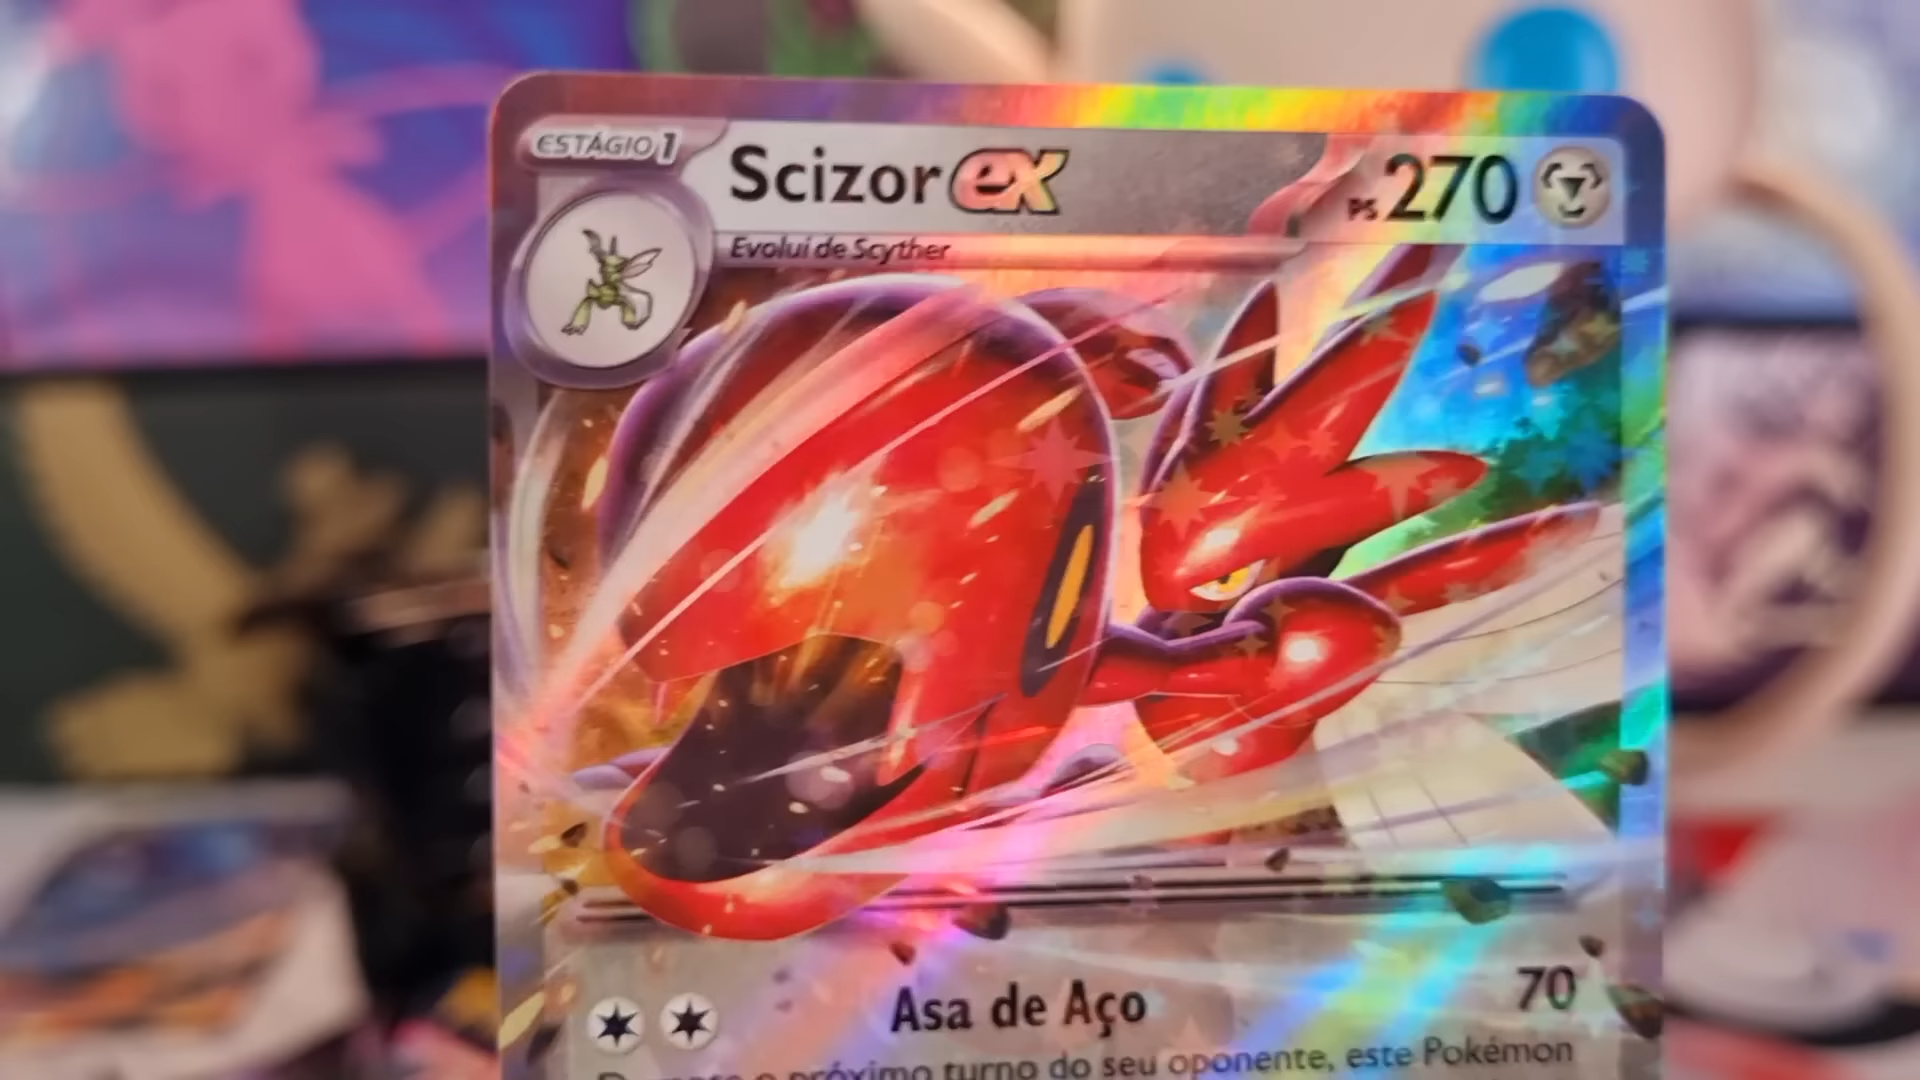 ESTÁGIO 1
Scizor ex
PS 270
Evolui de Scyther
Asa de Aço 70
o próximo turno do seu oponente, este Pokémon